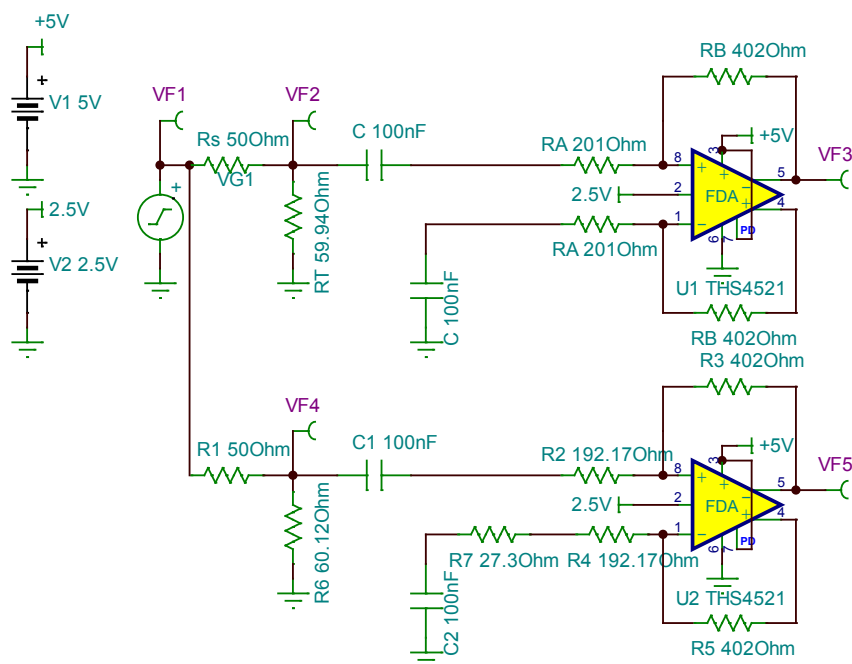 +5V
V1 5V
+
2.5V
V2 2.5V
+
VF1
Rs 50Ohm
VG1
+
VF2
RT 59.94Ohm
C 100nF
C 100nF
RA 201Ohm
RA 201Ohm
2.5V
RB 402Ohm
+5V
VF3
8
2
1
3
5
4
6
7
+
−
+
−
+
FDA
PD
U1 THS4521
RB 402Ohm
R3 402Ohm
VF4
R1 50Ohm
R6 60.12Ohm
C1 100nF
R2 192.17Ohm
2.5V
R7 27.3Ohm
R4 192.17Ohm
C2 100nF
+5V
VF5
8
2
1
3
5
4
6
7
+
−
+
−
+
FDA
PD
U2 THS4521
R5 402Ohm